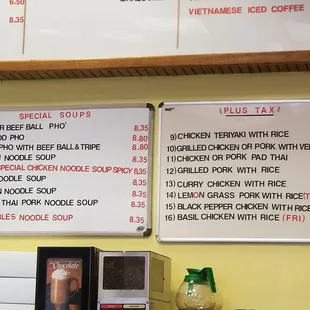 6.50
8.35
VIETNAMESE ICED COFFEE
SPECIAL SOUPS
R BEEF BALL PHO' 8.35
OD PHO 8.80
PHO WITH BEEF BALL & TRIPE 8.80
N NOODLE SOUP 8.35
SPECIAL CHICKEN NOODLE SOUP SPICY 8.35
NOODLE SOUP 8.35
N NOODLE SOUP 8.35
THAI PORK NOODLE SOUP 8.35
BLES NOODLE SOUP 8.35
PLUS TAX
9) CHICKEN TERIYAKI WITH RICE
10) GRILLED CHICKEN OR PORK WITH VE
11) CHICKEN OR PORK PAD THAI
12) GRILLED PORK WITH RICE
13) CURRY CHICKEN WITH RICE
14) LEMON GRASS PORK WITH RICE (T
15) BLACK PEPPER CHICKEN WITH RICE
16) BASIL CHICKEN WITH RICE (FRI)
Chocolate